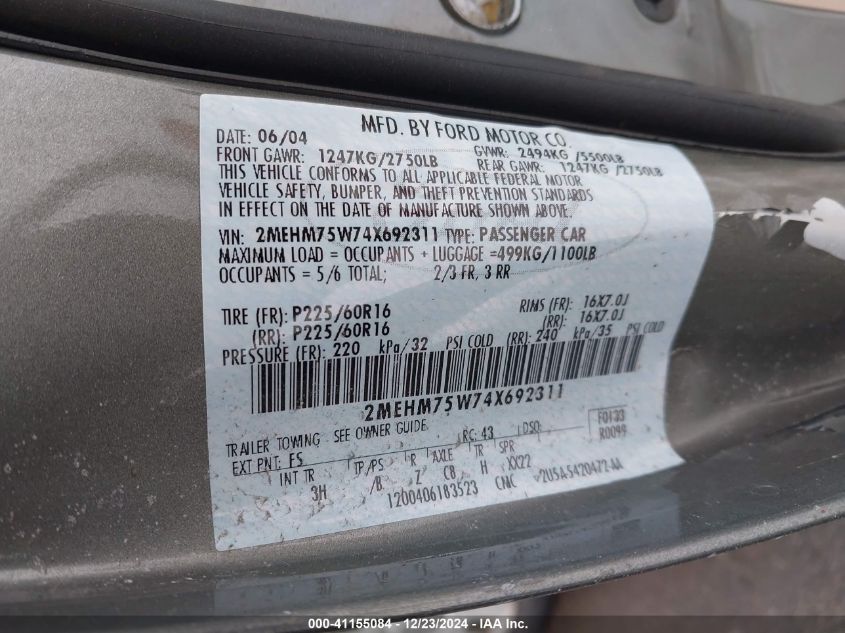 MFD. BY FORD MOTOR CO.
DATE: 06/04 GVWR: 2494KG /5500LB
FRONT GAWR: 1247KG/2750LB REAR GAWR: 1247KG /2750LB
THIS VEHICLE CONFORMS TO ALL APPLICABLE FEDERAL MOTOR
VEHICLE SAFETY, BUMPER, AND THEFT PREVENTION STANDARDS
IN EFFECT ON THE DATE OF MANUFACTURE SHOWN ABOVE.
VIN: 2MEHM75W74X692311 TYPE: PASSENGER CAR
MAXIMUM LOAD = OCCUPANTS + LUGGAGE =499KG/1100LB
OCCUPANTS = 5/6 TOTAL; 2/3 FR, 3 RR
TIRE (FR): P225/60R16 RIMS (FR): 16X7.0J
(RR): P225/60R16 (RR): 16X7.0J
PRESSURE (FR): 220 kPa/32 PSI COLD (RR): 240 kPa/35 PSI COLD
2MEHM75W74X692311
TRAILER TOWING: SEE OWNER GUIDE. F0133
EXT PNT: FS RC: 43 DSO: R0099
INT TR TP/PS R AXLE TR SPR
3H /B Z C8 H XX22
1200406183523 CNC 2U5A5420472-AA
000-41155084 - 12/23/2024 - IAA Inc.